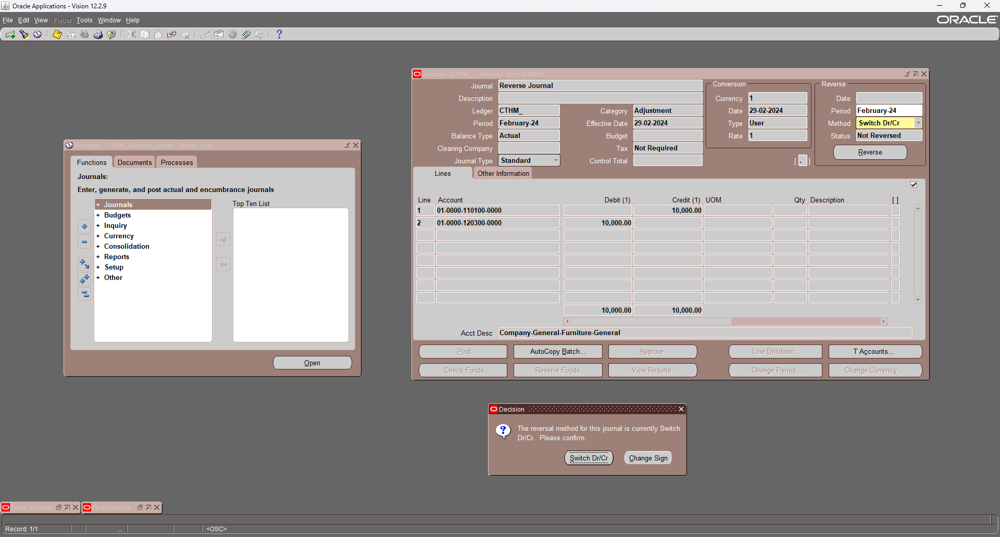 Oracle Applications - Vision 12.2.9
File Edit View Folder Tools Window Help
ORACLE
Navigator - CTHM_General_Ledger_Super_User
Functions Documents Processes
Journals:
Enter, generate, and post actual and encumbrance journals
+ Journals
+ Budgets
+ Inquiry
+ Currency
+ Consolidation
+ Reports
+ Setup
+ Other
Top Ten List
Open
Journals (CTHM_) - Reverse Journal Batch
Journal Reverse Journal
Description
Ledger CTHM_ Category Adjustment
Period February-24 Effective Date 29-02-2024
Balance Type Actual Budget
Clearing Company Tax Not Required
Journal Type Standard Control Total
Conversion
Currency 1
Date 29-02-2024
Type User
Rate 1
Reverse
Date
Period February-24
Method Switch Dr/Cr
Status Not Reversed
Reverse
[ . ]
Lines Other Information
Line Account Debit (1) Credit (1) UOM Qty Description [ ]
1 01-0000-110100-0000 10,000.00
2 01-0000-120300-0000 10,000.00
10,000.00 10,000.00
Acct Desc Company-General-Furniture-General
Post AutoCopy Batch... Approve Line Drilldown... T Accounts...
Check Funds Reserve Funds View Results Change Period... Change Currency...
Decision
The reversal method for this journal is currently Switch
Dr/Cr. Please confirm.
Switch Dr/Cr Change Sign
Enter Journals Find Journals
Record: 1/1 ... <OSC>